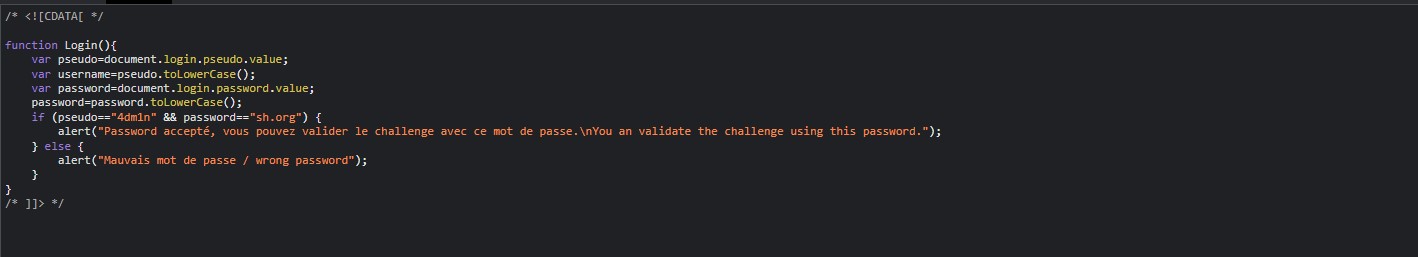 /* <![CDATA[ */
function Login(){
var pseudo=document.login.pseudo.value;
var username=pseudo.toLowerCase();
var password=document.login.password.value;
password=password.toLowerCase();
if (pseudo=="4dm1n" && password=="sh.org") {
alert("Password accepté, vous pouvez valider le challenge avec ce mot de passe.\nYou an validate the challenge using this password.");
} else {
alert("Mauvais mot de passe / wrong password");
}
}
/* ]]> */